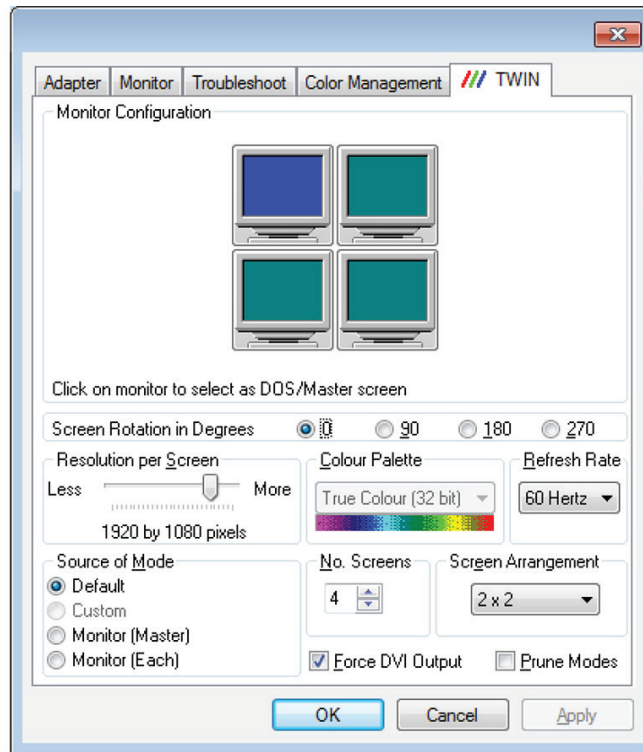 Adapter Monitor Troubleshoot Color Management TWIN
Monitor Configuration
Click on monitor to select as DOS/Master screen
Screen Rotation in Degrees 0 90 180 270
Resolution per Screen
Less More
1920 by 1080 pixels
Colour Palette
True Colour (32 bit)
Refresh Rate
60 Hertz
Source of Mode
Default
Custom
Monitor (Master)
Monitor (Each)
No. Screens
4
Screen Arrangement
2 x 2
Force DVI Output Prune Modes
OK Cancel Apply